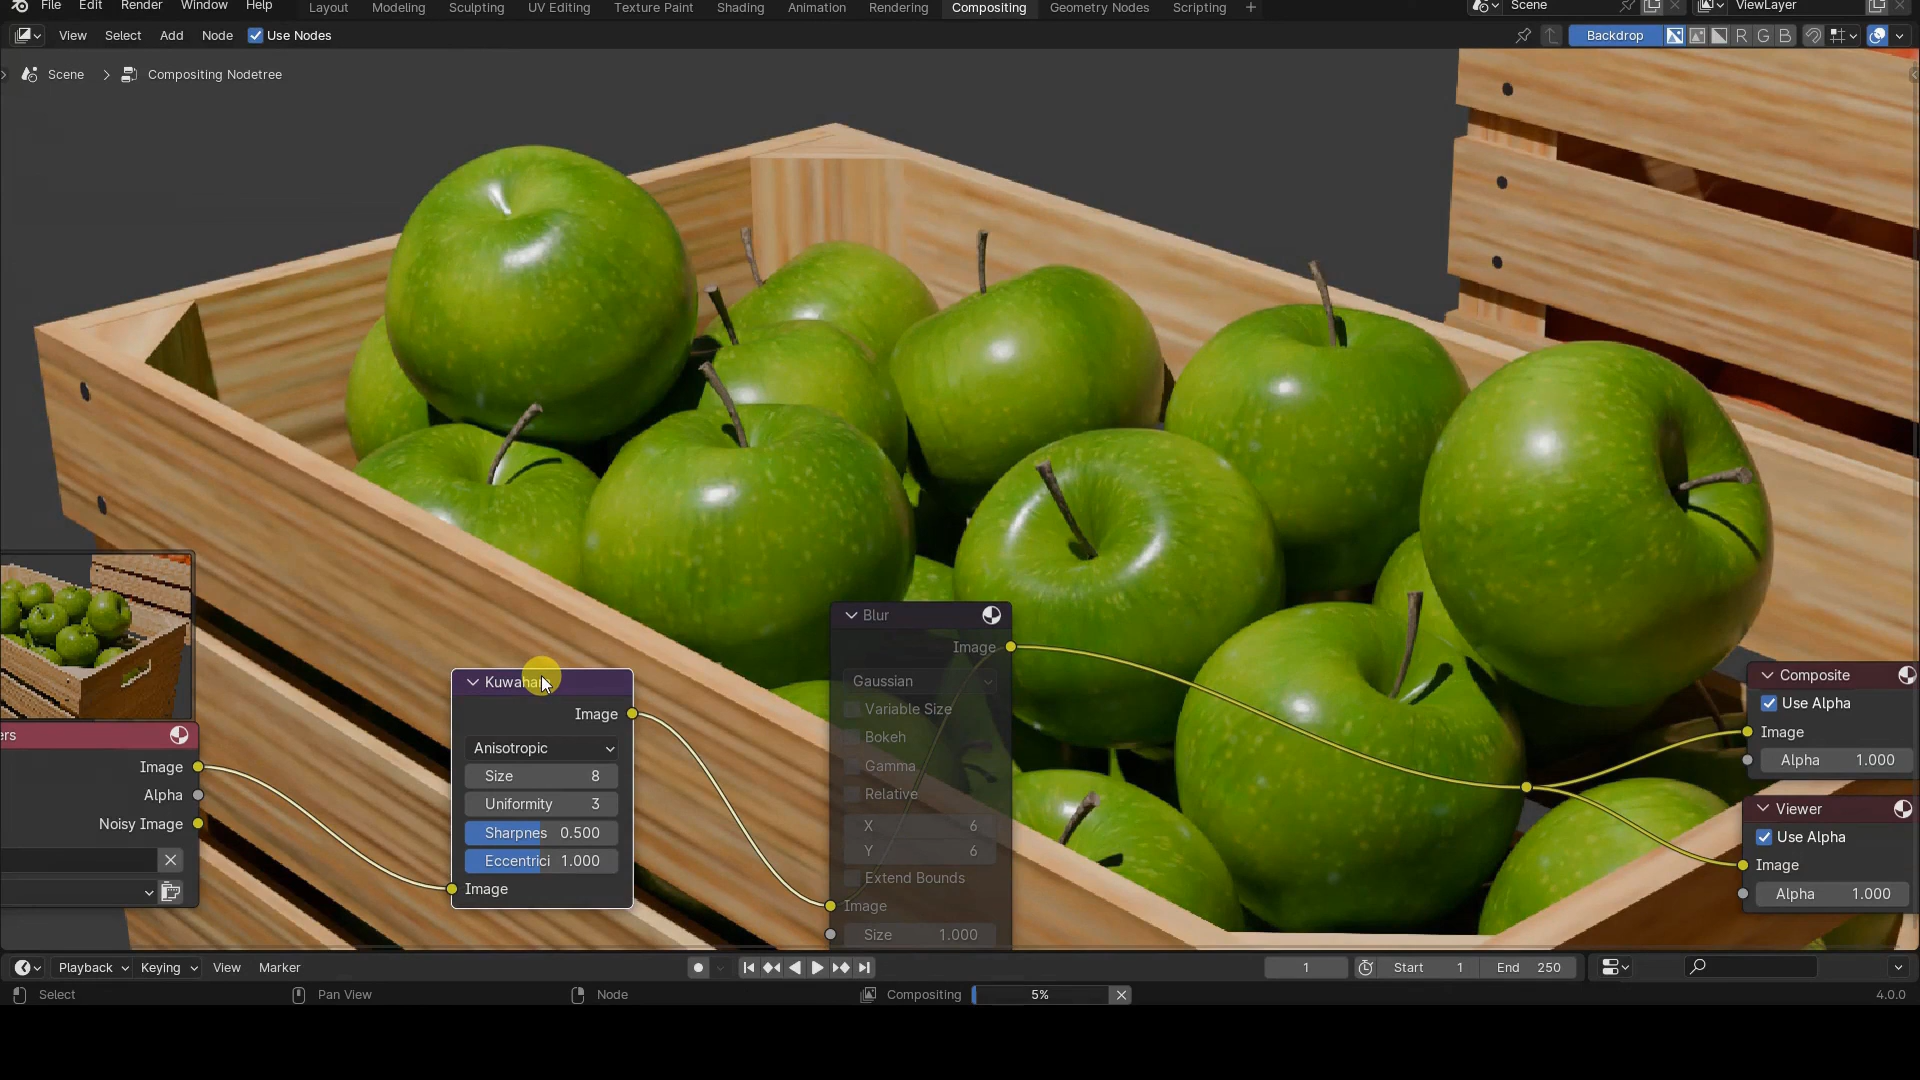 File Edit Render Window Help Layout Modeling Sculpting UV Editing Texture Paint Shading Animation Rendering Compositing Geometry Nodes Scripting + Scene ViewLayer
View Select Add Node Use Nodes Backdrop R G B
Scene > Compositing Nodetree
Blur
Image
Gaussian
Variable Size
Bokeh
Gamma
Relative
X 6
Y 6
Extend Bounds
Image
Size 1.000
Kuwaha
Image
Anisotropic
Size 8
Uniformity 3
Sharpnes 0.500
Eccentrici 1.000
Image
ers
Image
Alpha
Noisy Image
Composite
Use Alpha
Image
Alpha 1.000
Viewer
Use Alpha
Image
Alpha 1.000
Playback Keying View Marker 1 Start 1 End 250
Select Pan View Node Compositing 5% 4.0.0